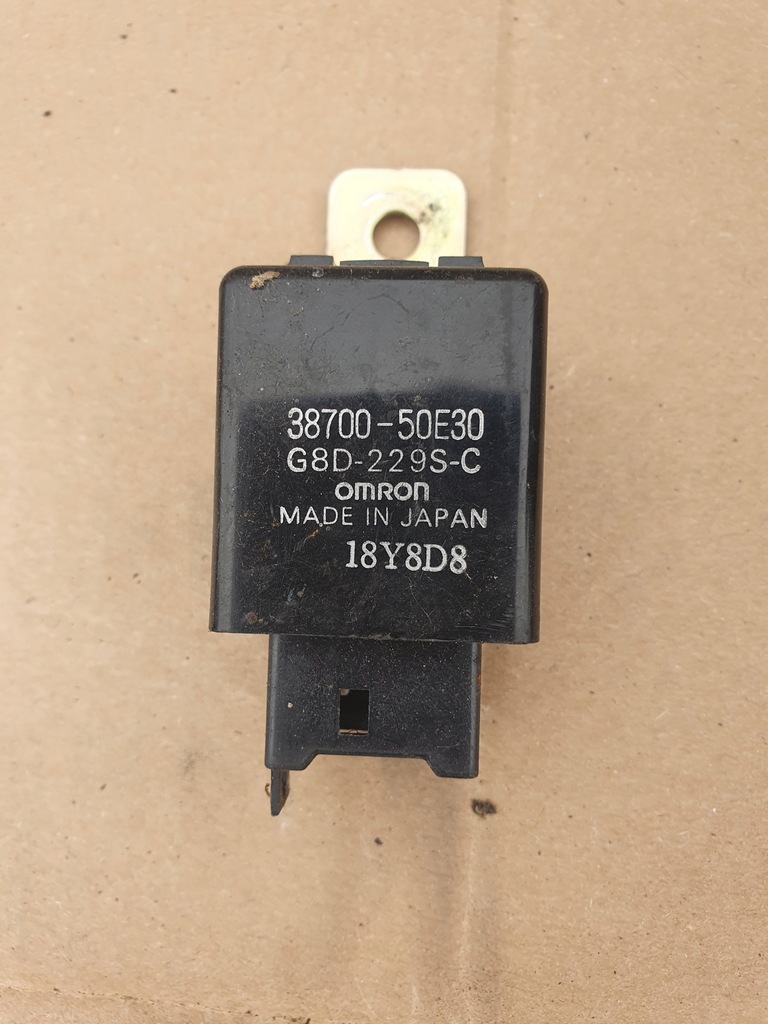 38700-50E30
G8D-229S-C
OMRON
MADE IN JAPAN
18Y8D8